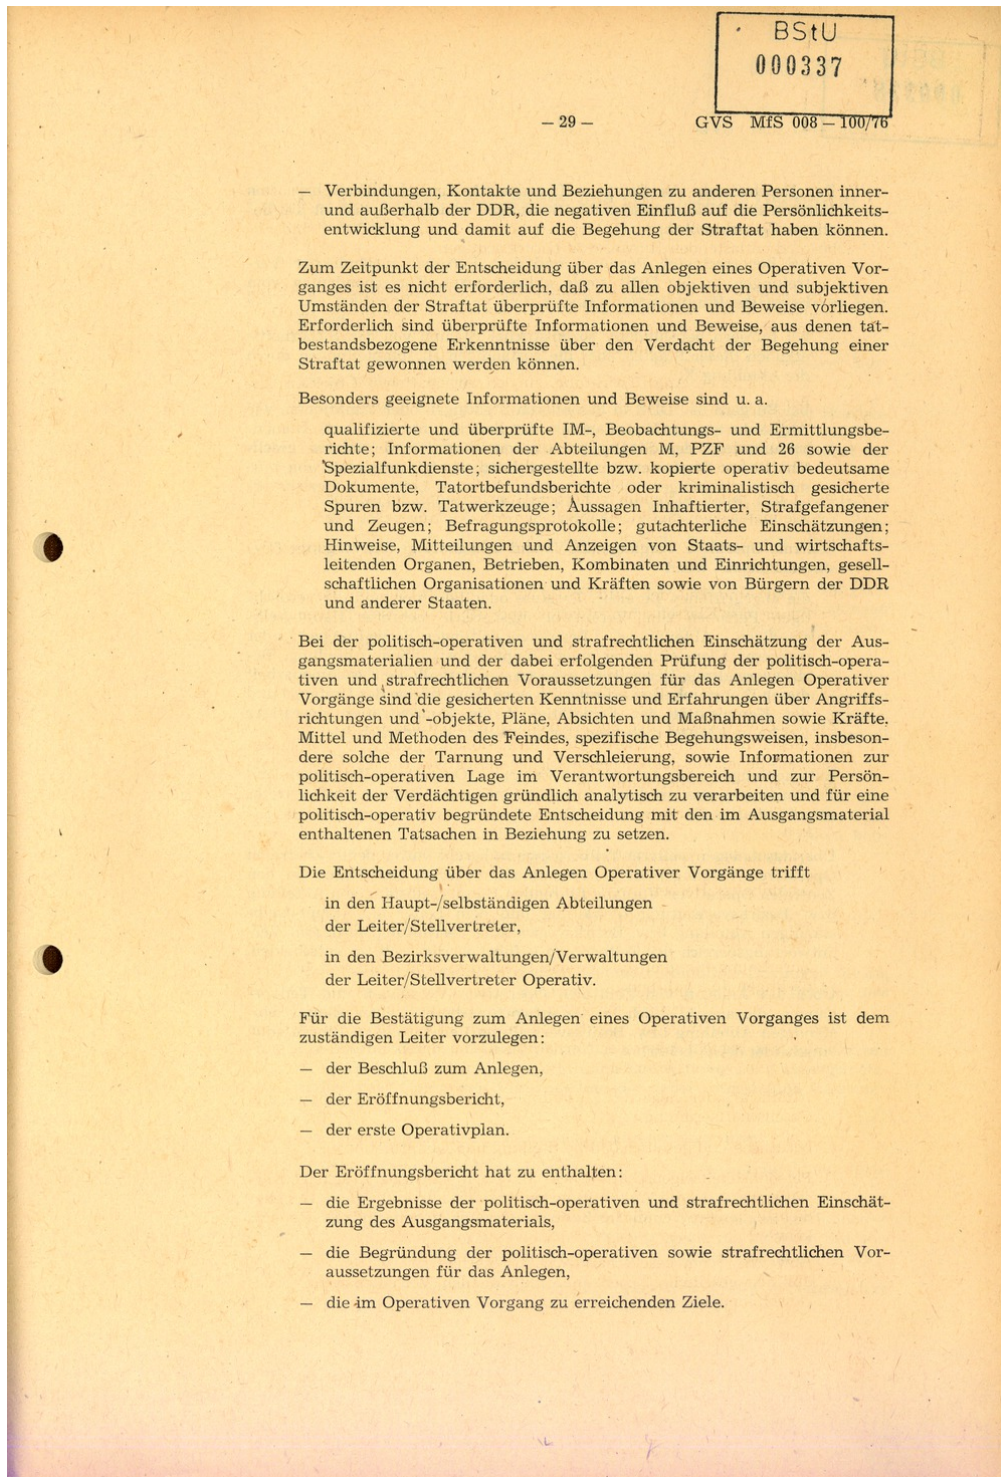 BStU
000337
— 29 —
GVS MfS 008 — 100/76
— Verbindungen, Kontakte und Beziehungen zu anderen Personen inner-
und außerhalb der DDR, die negativen Einfluß auf die Persönlichkeits-
entwicklung und damit auf die Begehung der Straftat haben können.
Zum Zeitpunkt der Entscheidung über das Anlegen eines Operativen Vor-
ganges ist es nicht erforderlich, daß zu allen objektiven und subjektiven
Umständen der Straftat überprüfte Informationen und Beweise vorliegen.
Erforderlich sind überprüfte Informationen und Beweise, aus denen tat-
bestandsbezogene Erkenntnisse über den Verdacht der Begehung einer
Straftat gewonnen werden können.
Besonders geeignete Informationen und Beweise sind u. a.
qualifizierte und überprüfte IM-, Beobachtungs- und Ermittlungsbe-
richte; Informationen der Abteilungen M, PZF und 26 sowie der
Spezialfunkdienste; sichergestellte bzw. kopierte operativ bedeutsame
Dokumente, Tatortbefundsberichte oder kriminalistisch gesicherte
Spuren bzw. Tatwerkzeuge; Aussagen Inhaftierter, Strafgefangener
und Zeugen; Befragungsprotokolle; gutachterliche Einschätzungen;
Hinweise, Mitteilungen und Anzeigen von Staats- und wirtschafts-
leitenden Organen, Betrieben, Kombinaten und Einrichtungen, gesell-
schaftlichen Organisationen und Kräften sowie von Bürgern der DDR
und anderer Staaten.
Bei der politisch-operativen und strafrechtlichen Einschätzung der Aus-
gangsmaterialien und der dabei erfolgenden Prüfung der politisch-opera-
tiven und strafrechtlichen Voraussetzungen für das Anlegen Operativer
Vorgänge sind die gesicherten Kenntnisse und Erfahrungen über Angriffs-
richtungen und -objekte, Pläne, Absichten und Maßnahmen sowie Kräfte,
Mittel und Methoden des Feindes, spezifische Begehungsweisen, insbeson-
dere solche der Tarnung und Verschleierung, sowie Informationen zur
politisch-operativen Lage im Verantwortungsbereich und zur Persön-
lichkeit der Verdächtigen gründlich analytisch zu verarbeiten und für eine
politisch-operativ begründete Entscheidung mit den im Ausgangsmaterial
enthaltenen Tatsachen in Beziehung zu setzen.
Die Entscheidung über das Anlegen Operativer Vorgänge trifft
in den Haupt-/selbständigen Abteilungen
der Leiter/Stellvertreter,
in den Bezirksverwaltungen/Verwaltungen
der Leiter/Stellvertreter Operativ.
Für die Bestätigung zum Anlegen eines Operativen Vorganges ist dem
zuständigen Leiter vorzulegen:
— der Beschluß zum Anlegen,
— der Eröffnungsbericht,
— der erste Operativplan.
Der Eröffnungsbericht hat zu enthalten:
— die Ergebnisse der politisch-operativen und strafrechtlichen Einschät-
zung des Ausgangsmaterials,
— die Begründung der politisch-operativen sowie strafrechtlichen Vor-
aussetzungen für das Anlegen,
— die im Operativen Vorgang zu erreichenden Ziele.